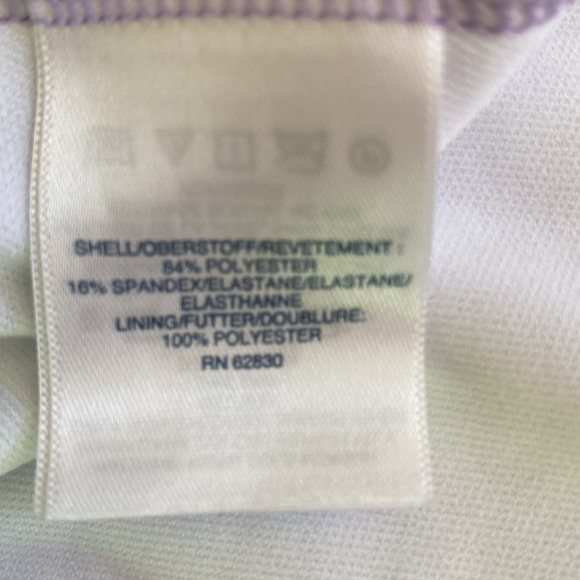 SHELL/OBERSTOFF/REVETEMENT :
84% POLYESTER
16% SPANDEX/ELASTANE/ELASTANE/
ELASTHANNE
LINING/FUTTER/DOUBLURE:
100% POLYESTER
RN 62830